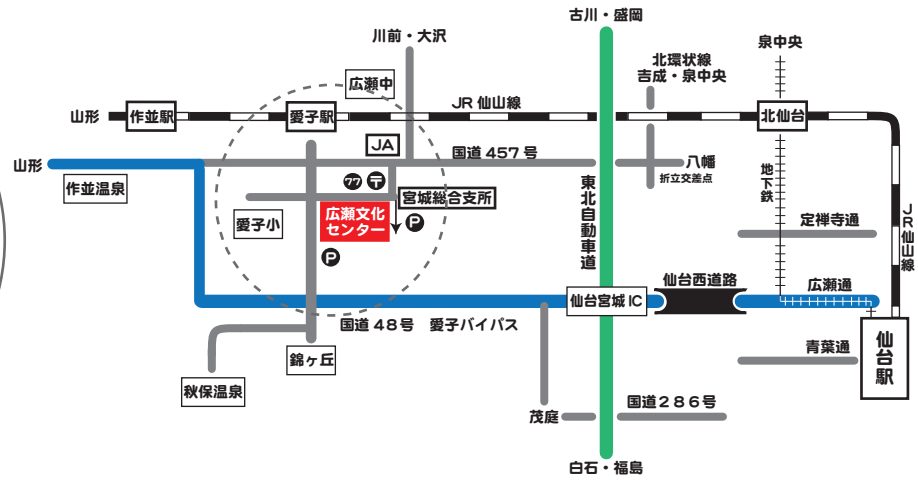 古川・盛岡
川前・大沢
泉中央
北環状線
吉成・泉中央
広瀬中
JR 仙山線
山形
作並駅
愛子駅
北仙台
JA
国道 457 号
山形
八幡
折立交差点
地下鉄
作並温泉
77
〒
宮城総合支所
東北自動車道
広瀬文化
センター
愛子小
P
定禅寺通
JR仙山線
P
仙台西道路
広瀬通
仙台宮城 IC
国道 48号 愛子バイパス
錦ヶ丘
青葉通
仙台駅
秋保温泉
国道286号
茂庭
白石・福島